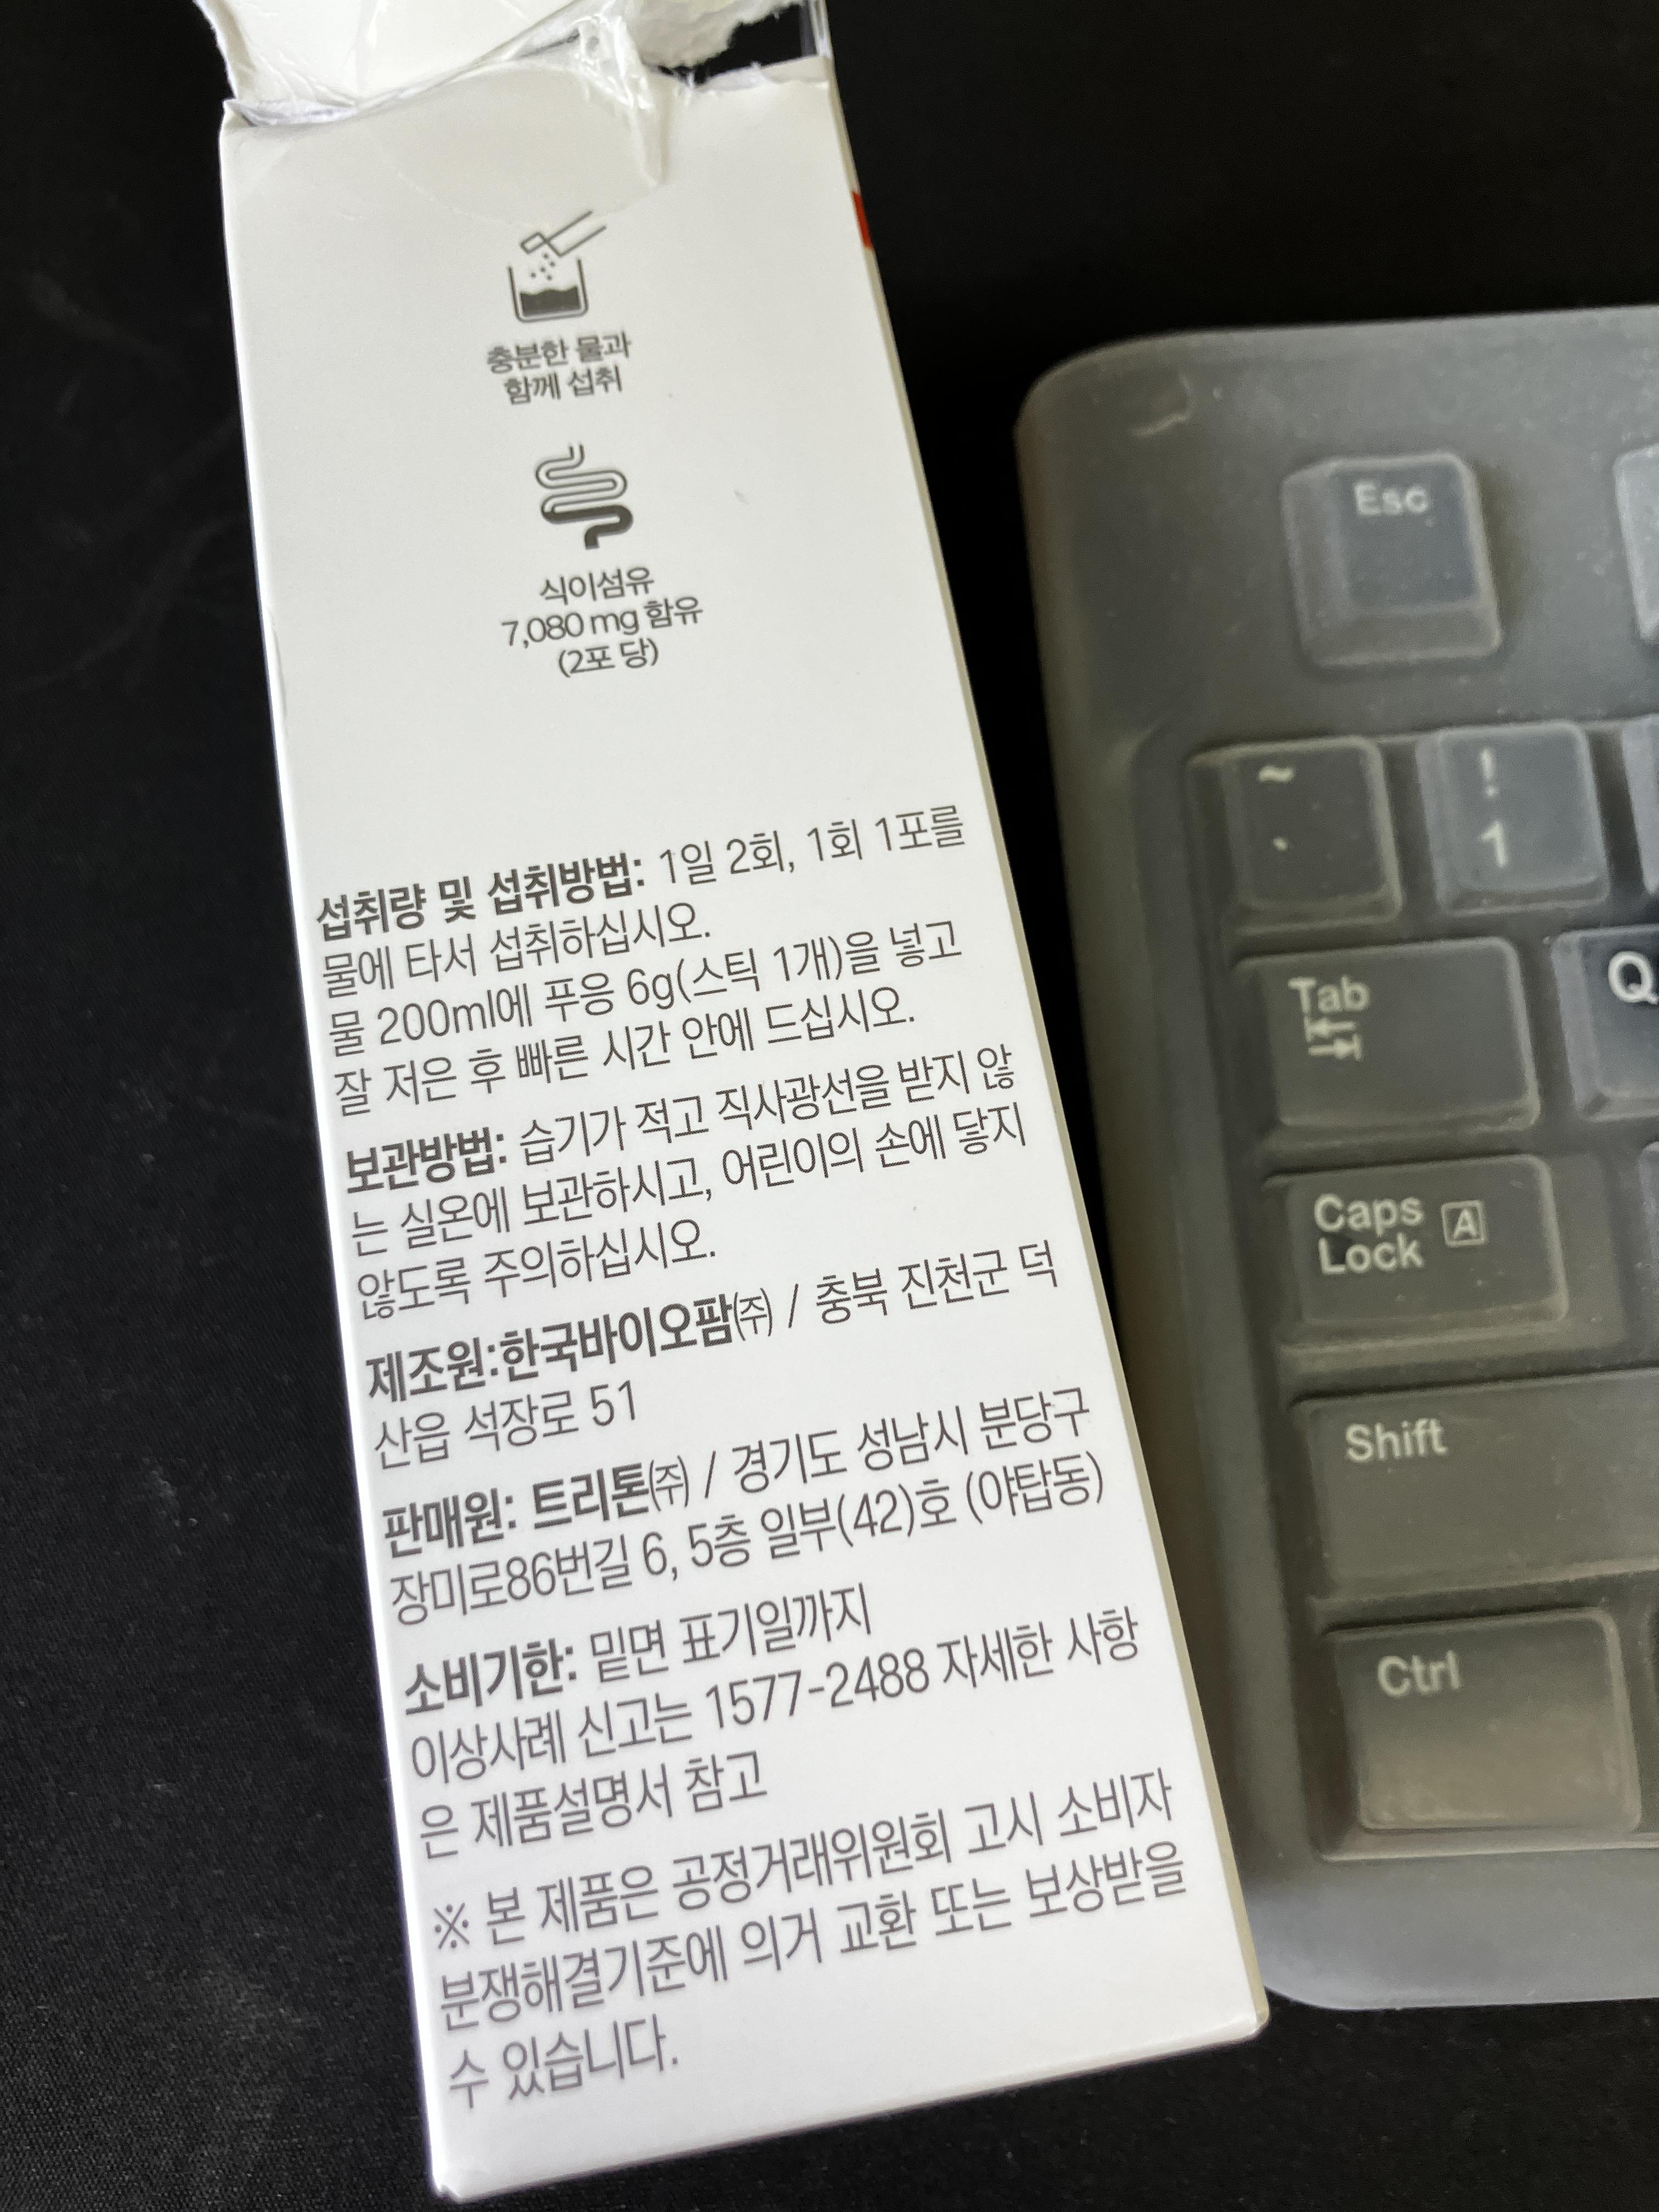 충분한 물과
함께 섭취
식이섬유
7,080 mg 함유
(2포 당)
섭취량 및 섭취방법: 1일 2회, 1회 1포를
물에 타서 섭취하십시오.
물 200ml에 푸응 6g(스틱 1개)을 넣고
잘 저은 후 빠른 시간 안에 드십시오.
보관방법: 습기가 적고 직사광선을 받지 않
는 실온에 보관하시고, 어린이의 손에 닿지
않도록 주의하십시오.
제조원:한국바이오팜㈜ / 충북 진천군 덕
산읍 석장로 51
판매원: 트리톤㈜ / 경기도 성남시 분당구
장미로86번길 6, 5층 일부(42)호 (야탑동)
소비기한: 밑면 표기일까지
이상사례 신고는 1577-2488 자세한 사항
은 제품설명서 참고
※ 본 제품은 공정거래위원회 고시 소비자
분쟁해결기준에 의거 교환 또는 보상받을
수 있습니다.
Esc
~ !
` 1
Tab Q
Caps A
Lock
Shift
Ctrl